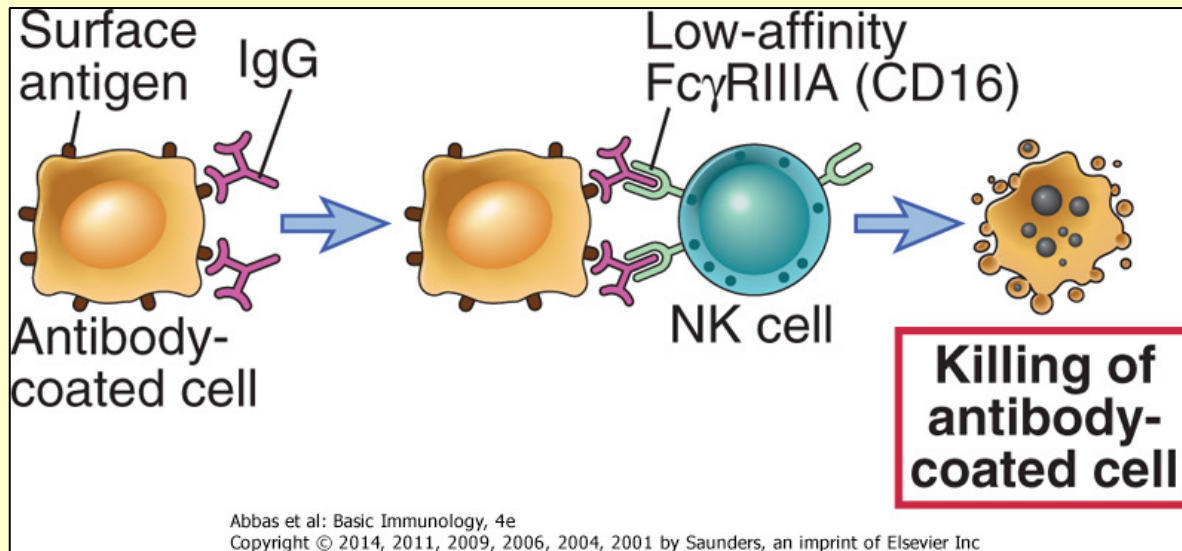 Surface
antigen
IgG
Low-affinity
FcγRIIIA (CD16)
Antibody-
coated cell
NK cell
Killing of
antibody-
coated cell
Abbas et al: Basic Immunology, 4e
Copyright © 2014, 2011, 2009, 2006, 2004, 2001 by Saunders, an imprint of Elsevier Inc